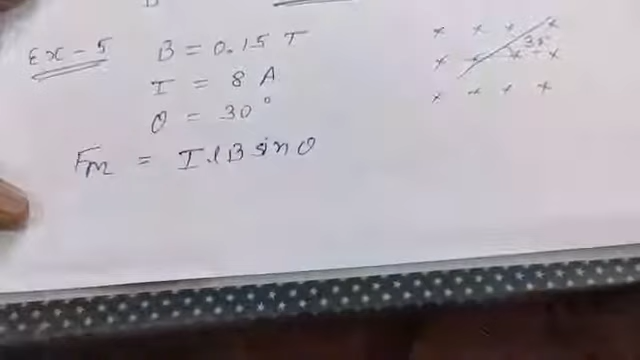 Ex - 5 B = 0.15 T
I = 8 A
θ = 30°
Fm = I l B sin θ
x x x x
x x x x
30°
x x x x